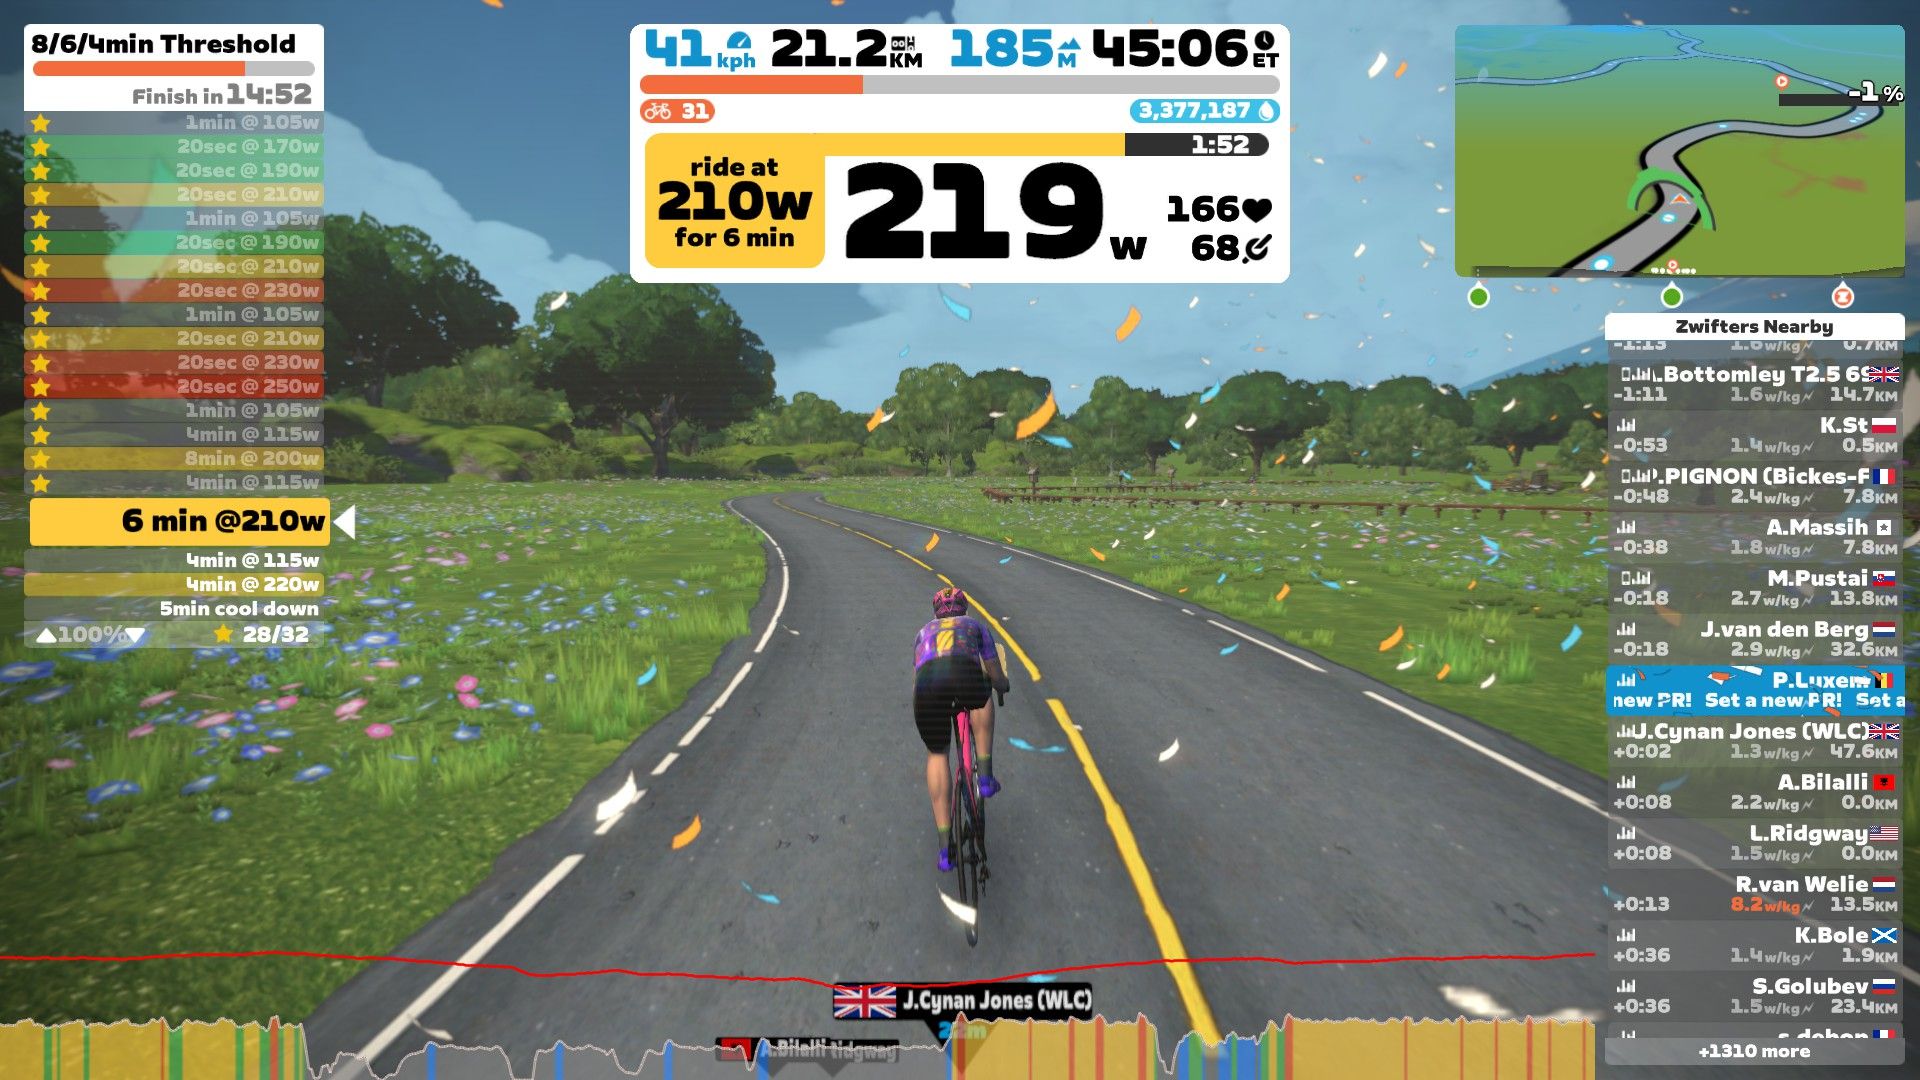 8/6/4min Threshold
Finish in 14:52
1min @ 105w
20sec @ 170w
20sec @ 190w
20sec @ 210w
1min @ 105w
20sec @ 190w
20sec @ 210w
20sec @ 230w
1min @ 105w
20sec @ 210w
20sec @ 230w
20sec @ 250w
1min @ 105w
4min @ 115w
8min @ 200w
4min @ 115w
6 min @210w
4min @ 115w
4min @ 220w
5min cool down
100% 28/32
41 kph 21.2 KM 185 M 45:06 ET
31 3,377,187
1:52
ride at
210w
for 6 min
219 w
166
68
-1 %
Zwifters Nearby
-1:13 1.6 w/kg 0.7KM
.Bottomley T2.5 69
-1:11 1.6w/kg 14.7KM
K.St
-0:53 1.4w/kg 0.5KM
.PIGNON (Bickes-F
-0:48 2.4w/kg 7.8KM
A.Massih
-0:38 1.8w/kg 7.8KM
M.Pustai
-0:18 2.7w/kg 13.8KM
J.van den Berg
-0:18 2.9w/kg 32.6KM
P.Luxem
new PR! Set a new PR! Set a
J.Cynan Jones (WLC)
+0:02 1.3w/kg 47.6KM
A.Bilalli
+0:08 2.2w/kg 0.0KM
L.Ridgway
+0:08 1.5w/kg 0.0KM
R.van Welie
+0:13 8.2w/kg 13.5KM
K.Bole
+0:36 1.4w/kg 1.9KM
S.Golubev
+0:36 1.5w/kg 23.4KM
+1310 more
J.Cynan Jones (WLC)
A.Bilalli